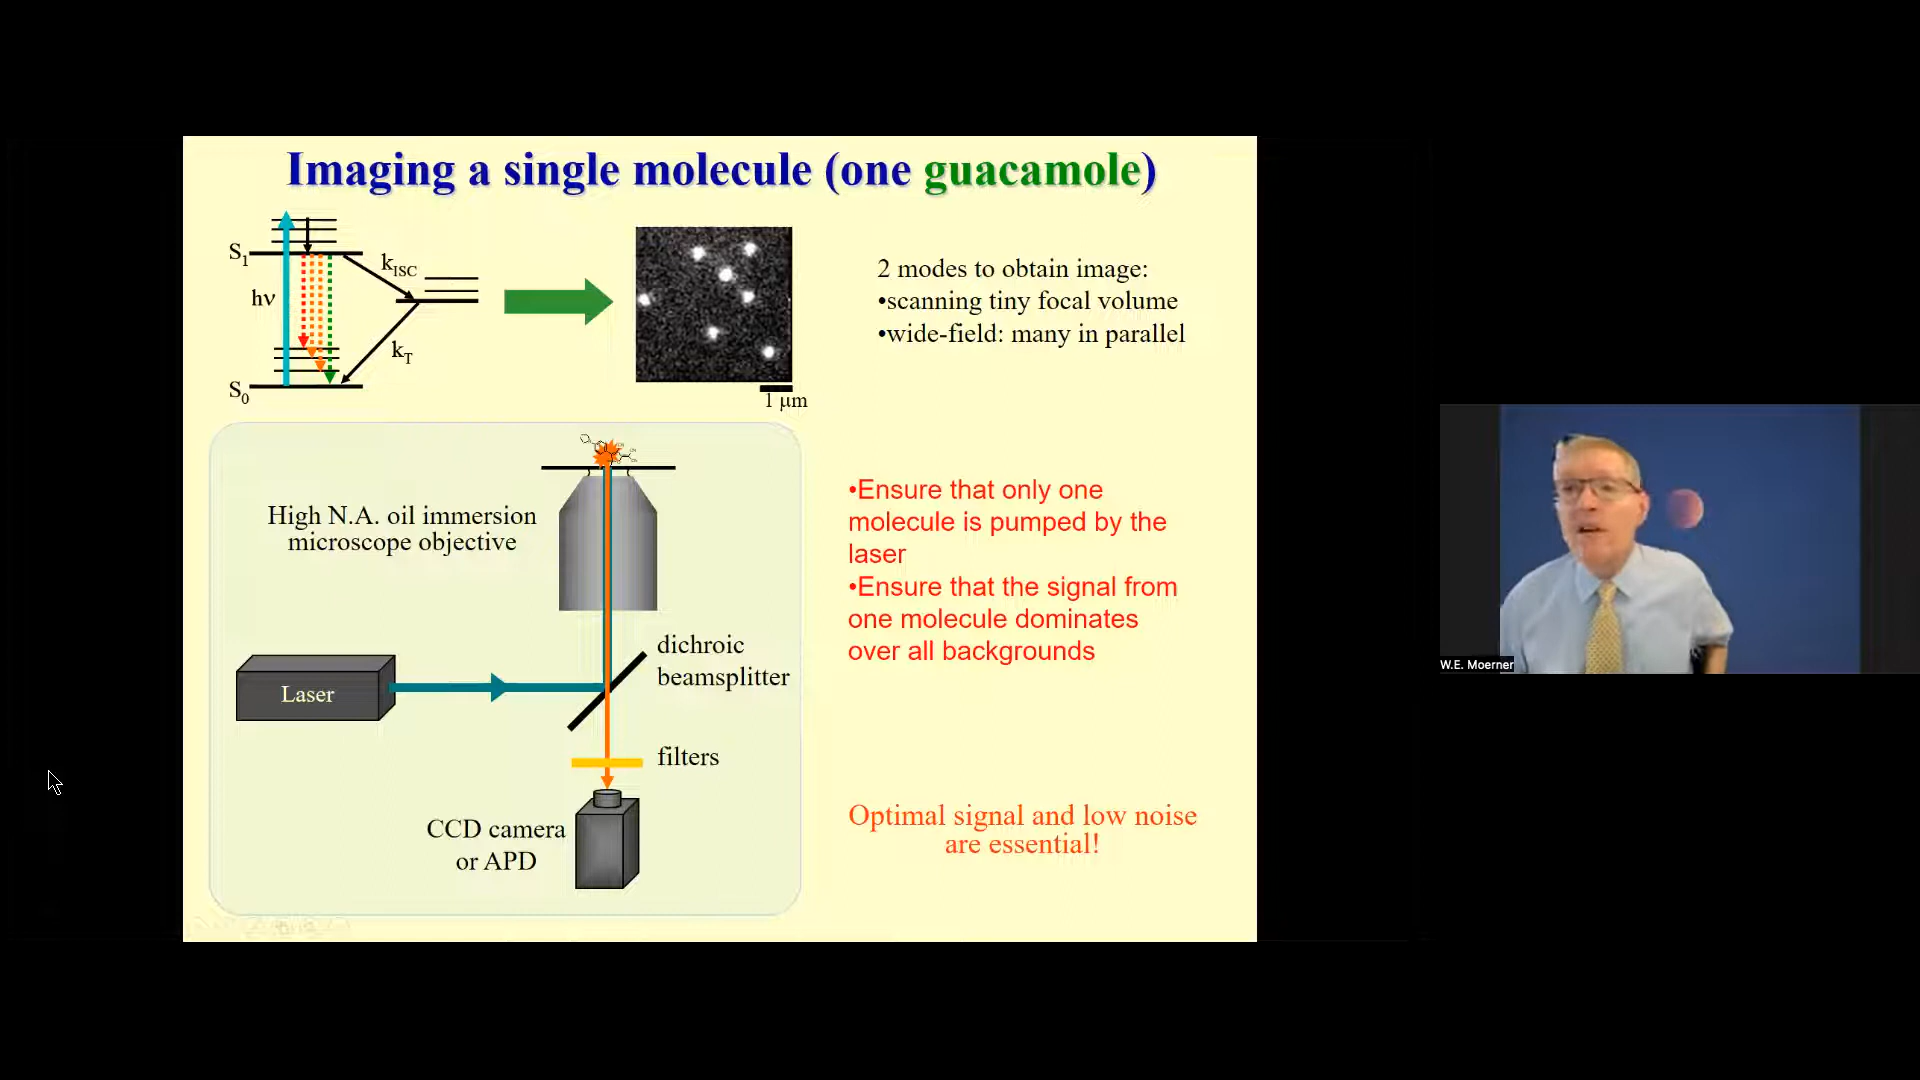 Imaging a single molecule (one guacamole)
S1
kISC
hν
kT
S0
1 μm
2 modes to obtain image:
•scanning tiny focal volume
•wide-field: many in parallel
High N.A. oil immersion
microscope objective
Laser
dichroic
beamsplitter
filters
CCD camera
or APD
•Ensure that only one
molecule is pumped by the
laser
•Ensure that the signal from
one molecule dominates
over all backgrounds
Optimal signal and low noise
are essential!
W.E. Moerner